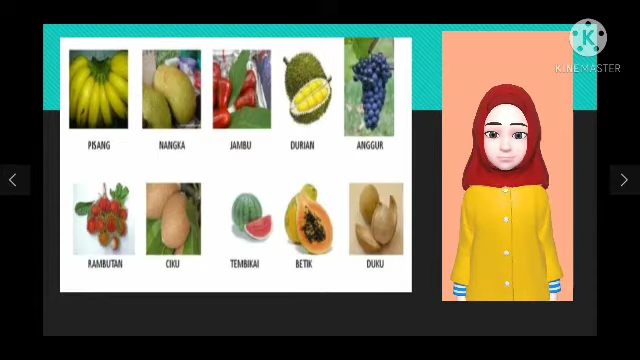 KINEMASTER
PISANG NANGKA JAMBU DURIAN ANGGUR
RAMBUTAN CIKU TEMBIKAI BETIK DUKU